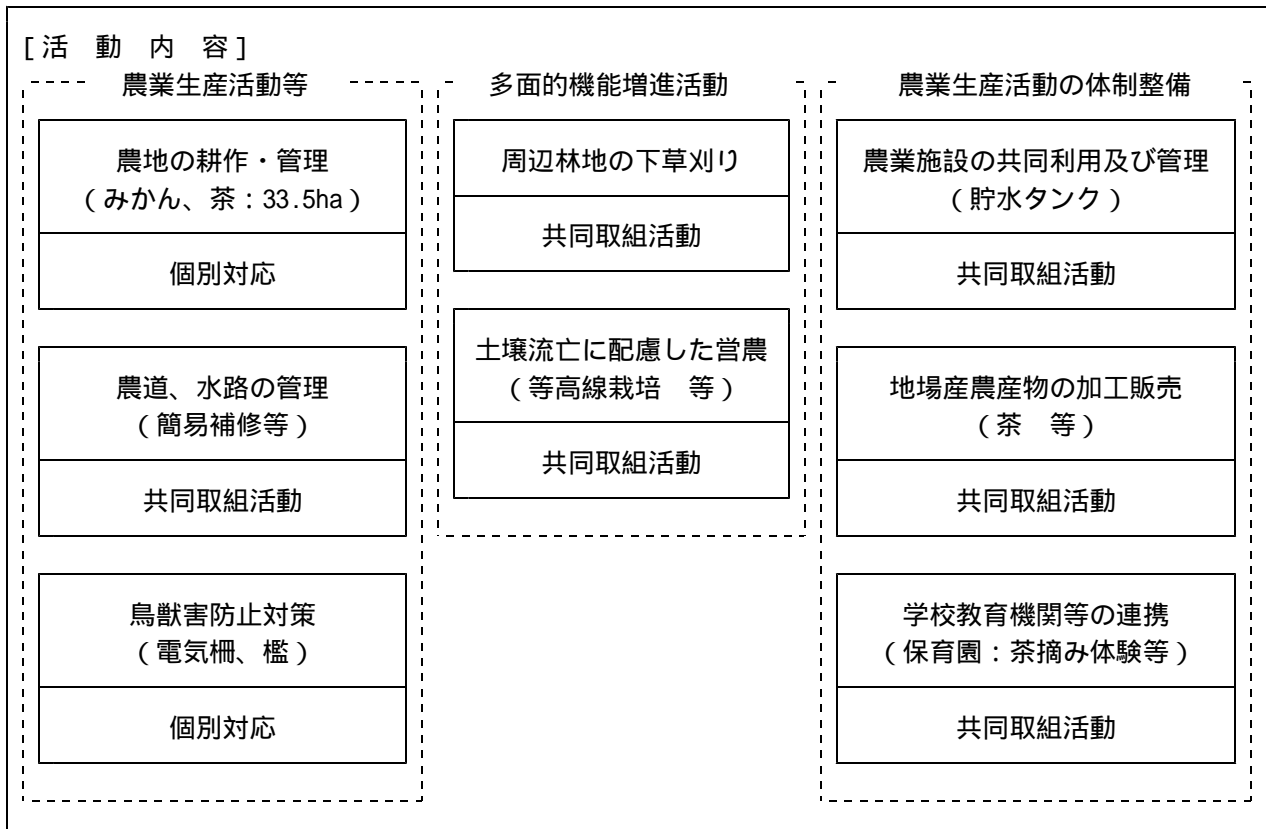 [活 動 内 容]
農業生産活動等
農地の耕作・管理
(みかん、茶:33.5ha)
個別対応
農道、水路の管理
(簡易補修等)
共同取組活動
鳥獣害防止対策
(電気柵、檻)
個別対応
多面的機能増進活動
周辺林地の下草刈り
共同取組活動
土壌流亡に配慮した営農
(等高線栽培 等)
共同取組活動
農業生産活動の体制整備
農業施設の共同利用及び管理
(貯水タンク)
共同取組活動
地場産農産物の加工販売
(茶 等)
共同取組活動
学校教育機関等の連携
(保育園:茶摘み体験等)
共同取組活動